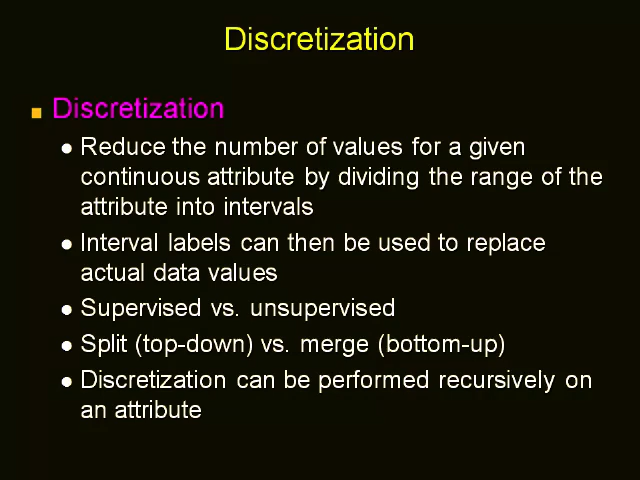 Discretization
Discretization
Reduce the number of values for a given
continuous attribute by dividing the range of the
attribute into intervals
Interval labels can then be used to replace
actual data values
Supervised vs. unsupervised
Split (top-down) vs. merge (bottom-up)
Discretization can be performed recursively on
an attribute